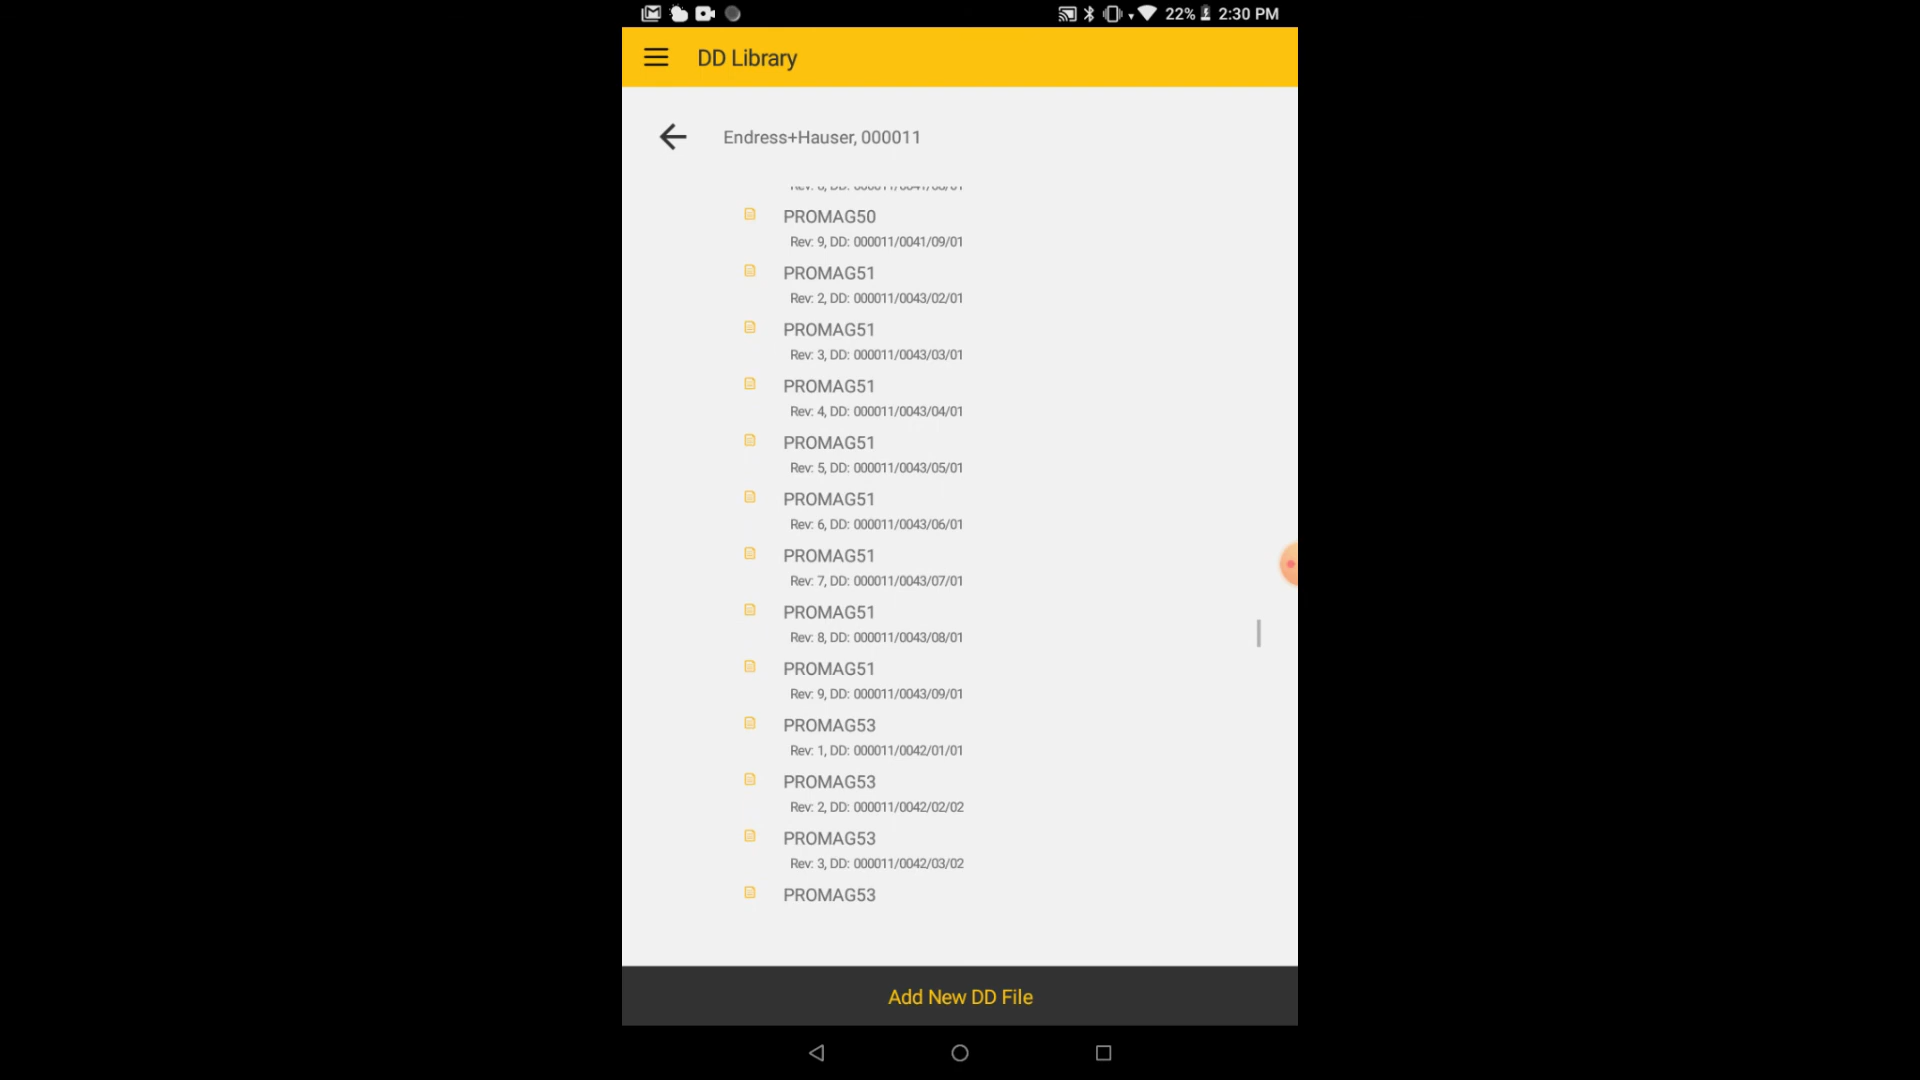 22% 2:30 PM
DD Library
Endress+Hauser, 000011
PROMAG50
Rev: 9, DD: 000011/0041/09/01
PROMAG51
Rev: 2, DD: 000011/0043/02/01
PROMAG51
Rev: 3, DD: 000011/0043/03/01
PROMAG51
Rev: 4, DD: 000011/0043/04/01
PROMAG51
Rev: 5, DD: 000011/0043/05/01
PROMAG51
Rev: 6, DD: 000011/0043/06/01
PROMAG51
Rev: 7, DD: 000011/0043/07/01
PROMAG51
Rev: 8, DD: 000011/0043/08/01
PROMAG51
Rev: 9, DD: 000011/0043/09/01
PROMAG53
Rev: 1, DD: 000011/0042/01/01
PROMAG53
Rev: 2, DD: 000011/0042/02/02
PROMAG53
Rev: 3, DD: 000011/0042/03/02
PROMAG53
Add New DD File